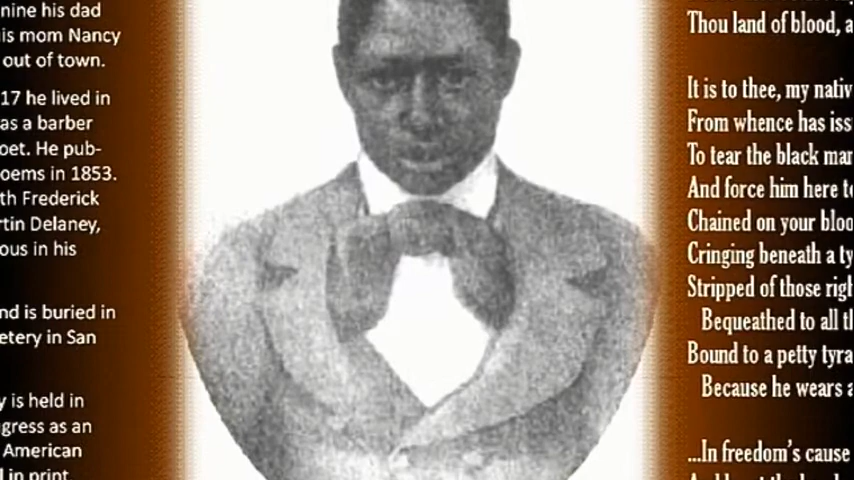 nine his dad
is mom Nancy
out of town.
17 he lived in
as a barber
oet. He pub-
oems in 1853.
th Frederick
rtin Delaney,
ous in his
nd is buried in
etery in San
y is held in
gress as an
American
l in print
Thou land of blood, a
It is to thee, my nativ
From whence has iss
To tear the black mar
And force him here to
Chained on your bloo
Cringing beneath a ty
Stripped of those righ
Bequeathed to all th
Bound to a petty tyra
Because he wears a
...In freedom's cause